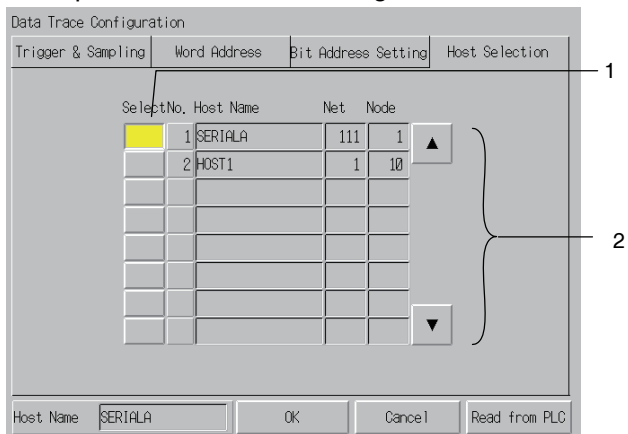 Data Trace Configuration
Trigger & Sampling Word Address Bit Address Setting Host Selection
1
Select No. Host Name Net Node
1 SERIALA 111 1 ▲
2 HOST1 1 10
2
▼
Host Name SERIALA OK Cancel Read from PLC